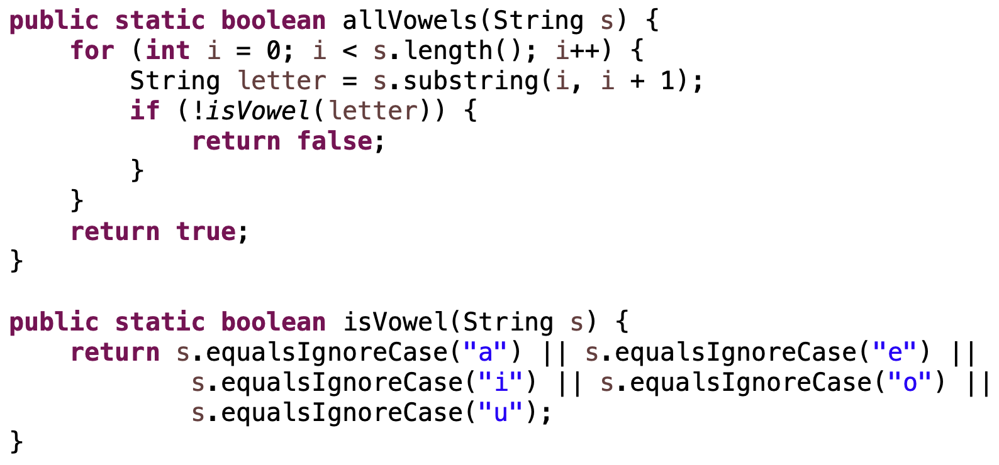 public static boolean allVowels(String s) {
    for (int i = 0; i < s.length(); i++) {
        String letter = s.substring(i, i + 1);
        if (!isVowel(letter)) {
            return false;
        }
    }
    return true;
}

public static boolean isVowel(String s) {
    return s.equalsIgnoreCase("a") || s.equalsIgnoreCase("e") ||
            s.equalsIgnoreCase("i") || s.equalsIgnoreCase("o") ||
            s.equalsIgnoreCase("u");
}